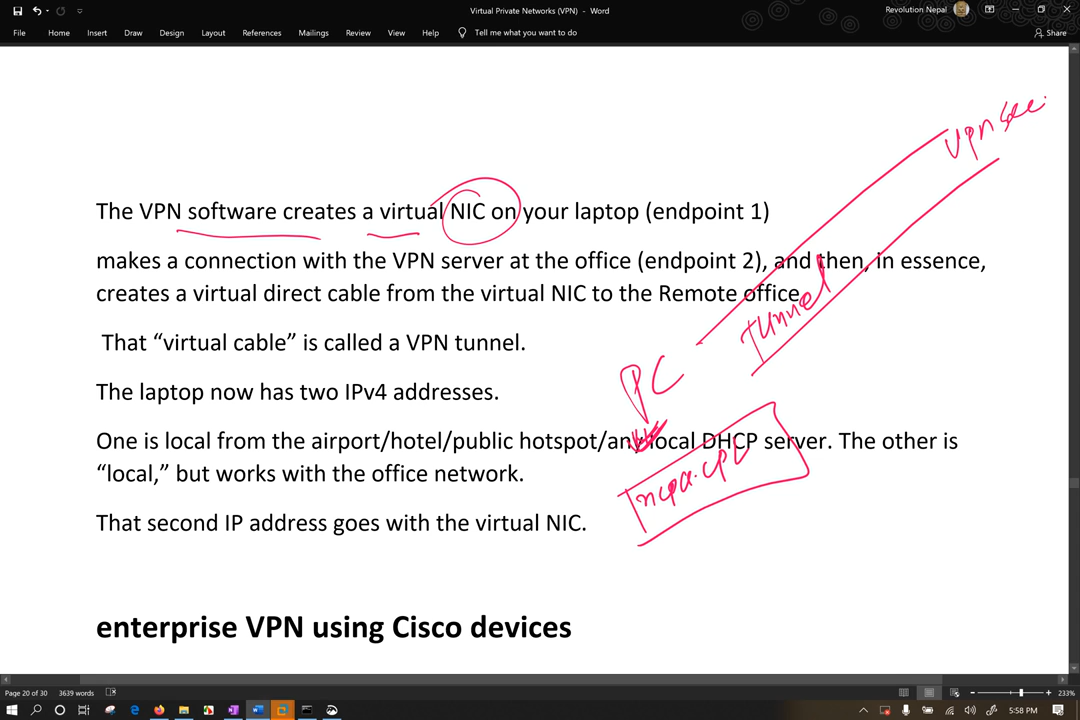 Virtual Private Networks (VPN) - Word
Revolution Nepal
File Home Insert Draw Design Layout References Mailings Review View Help Tell me what you want to do
Share
vpn
The VPN software creates a virtual NIC on your laptop (endpoint 1)
makes a connection with the VPN server at the office (endpoint 2), and then, in essence,
creates a virtual direct cable from the virtual NIC to the Remote office
Tunnel
That “virtual cable” is called a VPN tunnel.
PC
The laptop now has two IPv4 addresses.
One is local from the airport/hotel/public hotspot/any local DHCP server. The other is
“local,” but works with the office network.
ncpa.cpl
That second IP address goes with the virtual NIC.
enterprise VPN using Cisco devices
Page 20 of 30 3639 words
233%
5:58 PM